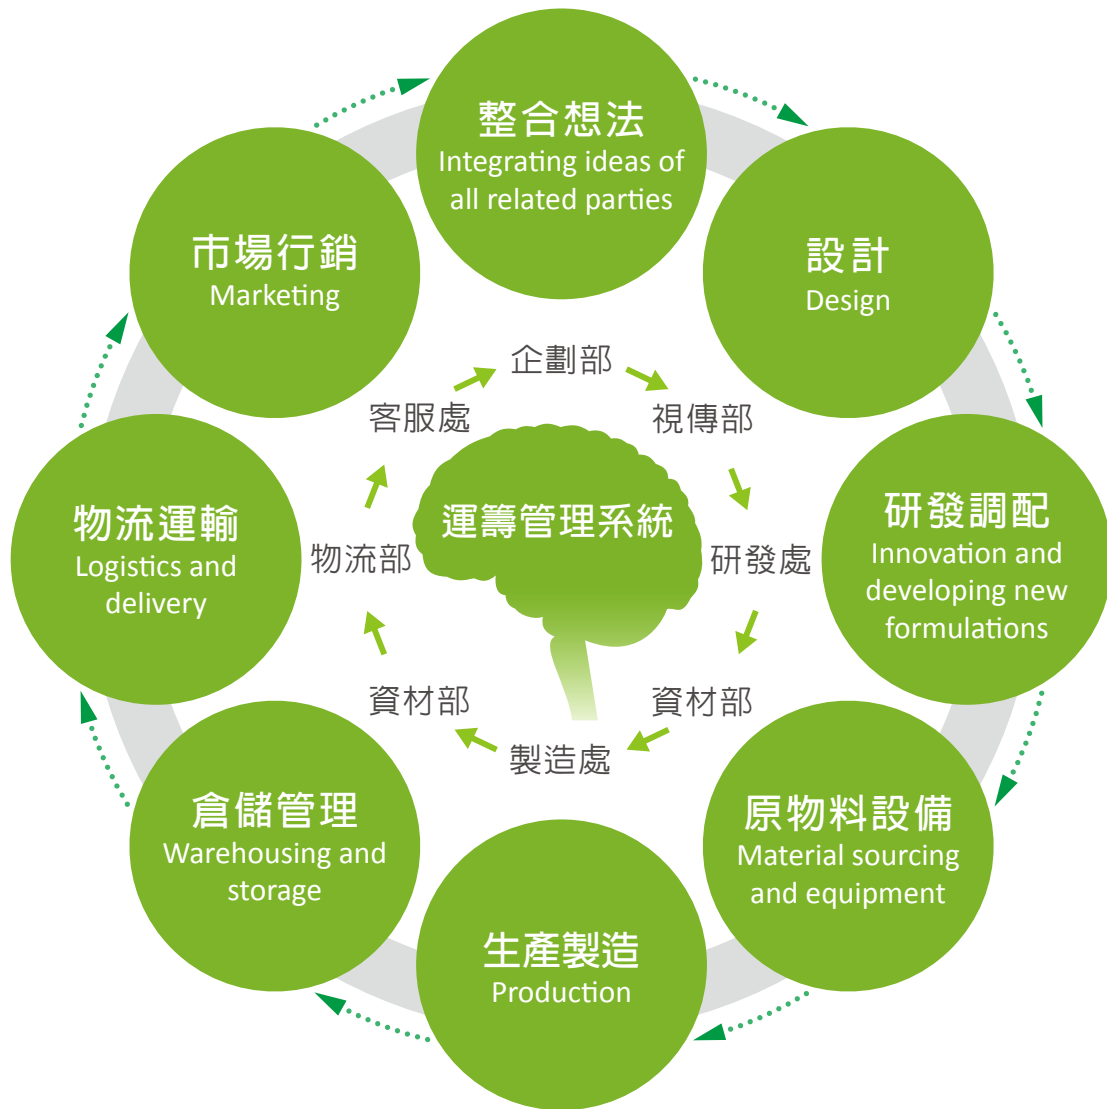 整合想法
Integrating ideas of
all related parties
設計
Design
研發調配
Innovation and
developing new
formulations
原物料設備
Material sourcing
and equipment
生產製造
Production
倉儲管理
Warehousing and
storage
物流運輸
Logistics and
delivery
市場行銷
Marketing
企劃部
視傳部
研發處
資材部
製造處
資材部
物流部
客服處
運籌管理系統